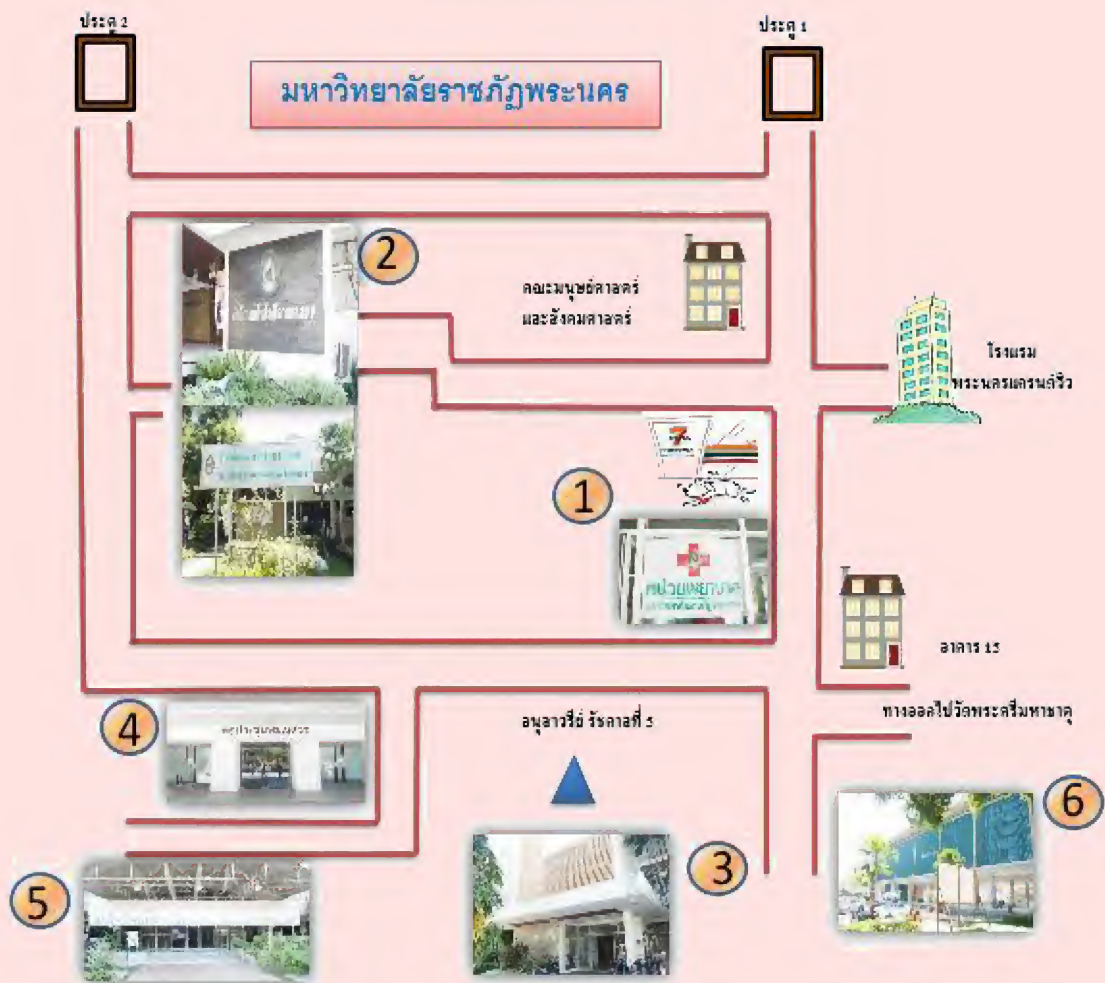 ประตู 2
ประตู 1
มหาวิทยาลัยราชภัฏพระนคร
2
คณะมนุษย์ศาสตร์
และสังคมศาสตร์
โรงแรม
พระนครแกรนด์วิว
7
1
หน่วยพยาบาล
อาคาร 15
ทางออกไปวัดพระศรีมหาธาตุ
4
อนุสาวรีย์ รัชกาลที่ 5
6
3
5